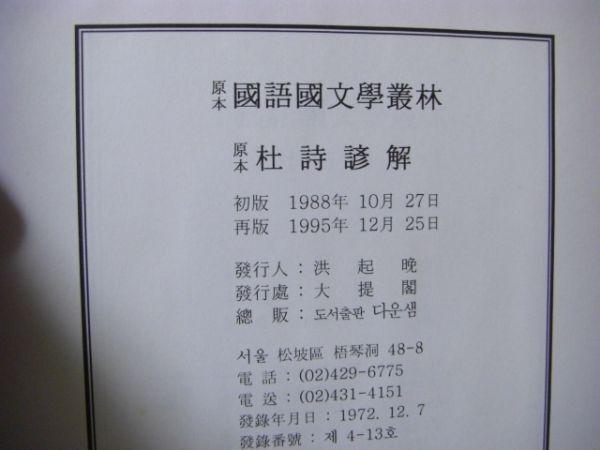 原本 國語國文學叢林
原本 杜詩諺解
初版 1988年 10月 27日
再版 1995年 12月 25日
發行人 : 洪起晚
發行處 : 大提閣
總販 : 도서출판 다운샘
서울 松坡區 梧琴洞 48-8
電話 : (02)429-6775
電送 : (02)431-4151
發錄年月日 : 1972. 12. 7
發錄番號 : 제 4-13호